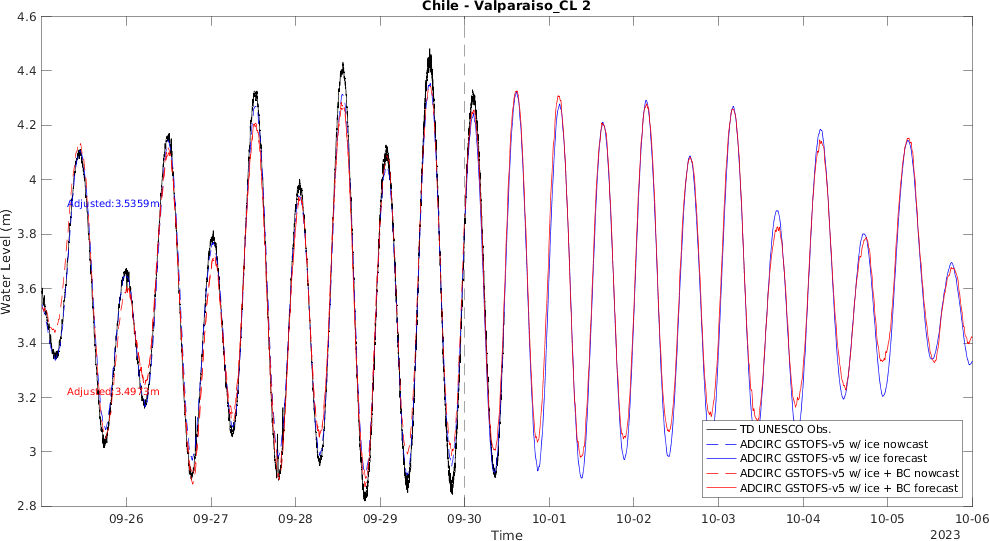 Chile - Valparaiso_CL 2
4.6
4.4
4.2
4
3.8
3.6
3.4
3.2
3
2.8
Water Level (m)
Adjusted:3.5359m
TD UNESCO Obs.
ADCIRC GSTOFS-v5 w/ ice nowcast
ADCIRC GSTOFS-v5 w/ ice forecast
ADCIRC GSTOFS-v5 w/ ice + BC nowcast
ADCIRC GSTOFS-v5 w/ ice + BC forecast
09-26 09-27 09-28 09-29 09-30 10-01 10-02 10-03 10-04 10-05 10-06
Time
2023